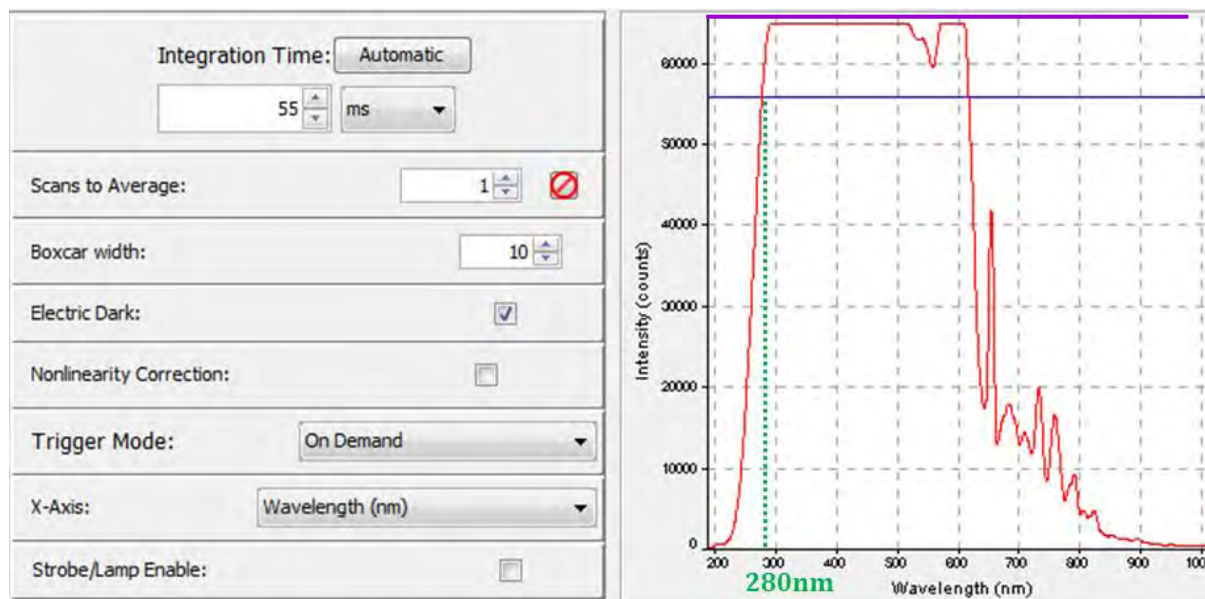 Integration Time: Automatic
55 ms
Scans to Average: 1
Boxcar width: 10
Electric Dark:
Nonlinearity Correction:
Trigger Mode: On Demand
X-Axis: Wavelength (nm)
Strobe/Lamp Enable:
Intensity (counts)
60000
50000
40000
30000
20000
10000
0
200 300 400 500 600 700 800 900 100
280nm
Wavelength (nm)